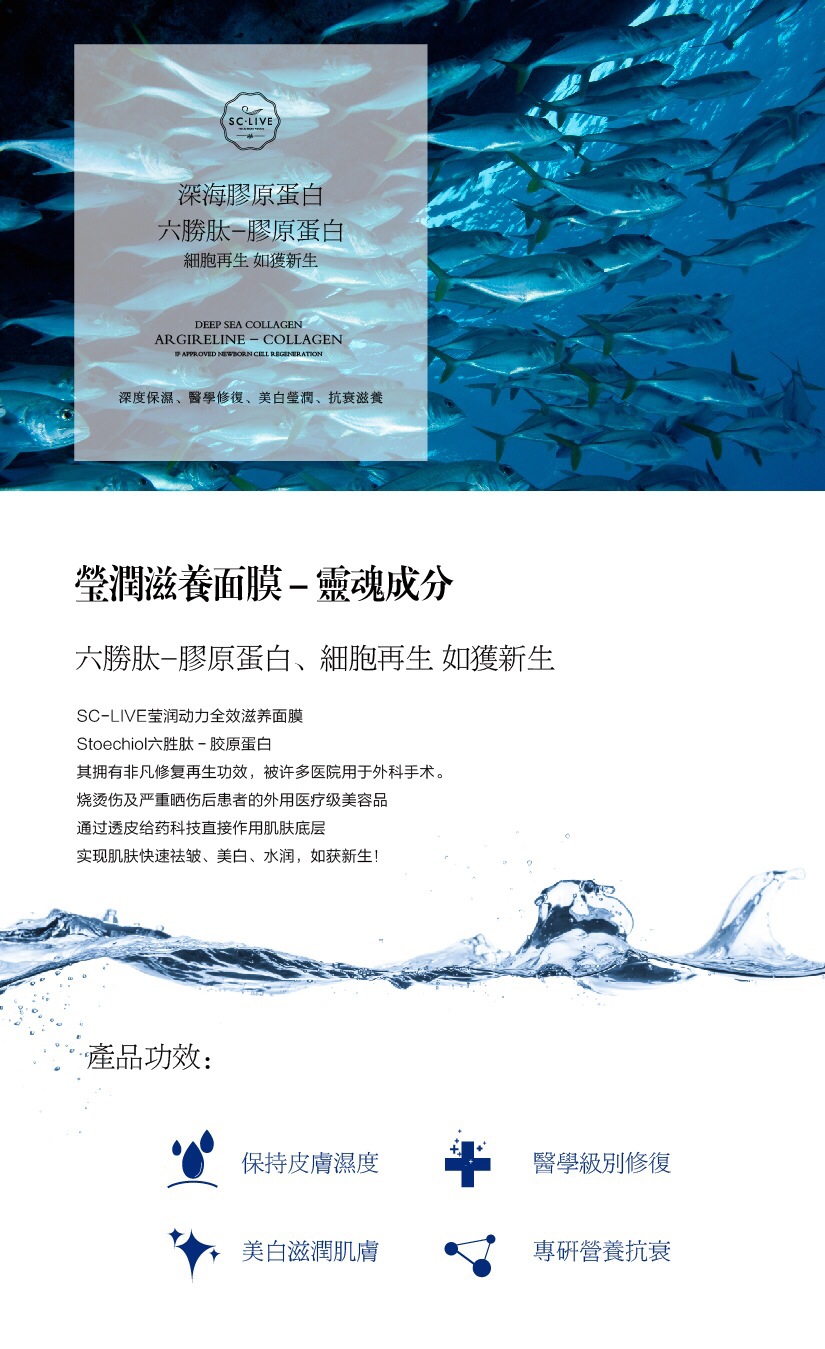 SC·LIVE
深海膠原蛋白
六勝肽–膠原蛋白
細胞再生 如獲新生
DEEP SEA COLLAGEN
ARGIRELINE – COLLAGEN
IF APPROVED NEWBORN CELL REGENERATION
深度保濕、醫學修復、美白瑩潤、抗衰滋養
瑩潤滋養面膜 – 靈魂成分
六勝肽–膠原蛋白、細胞再生 如獲新生
SC-LIVE莹润动力全效滋养面膜
Stoechiol六胜肽 – 胶原蛋白
其拥有非凡修复再生功效，被许多医院用于外科手术。
烧烫伤及严重晒伤后患者的外用医疗级美容品
通过透皮给药科技直接作用肌肤底层
实现肌肤快速祛皱、美白、水润，如获新生！
產品功效：
保持皮膚濕度
醫學級別修復
美白滋潤肌膚
專研營養抗衰